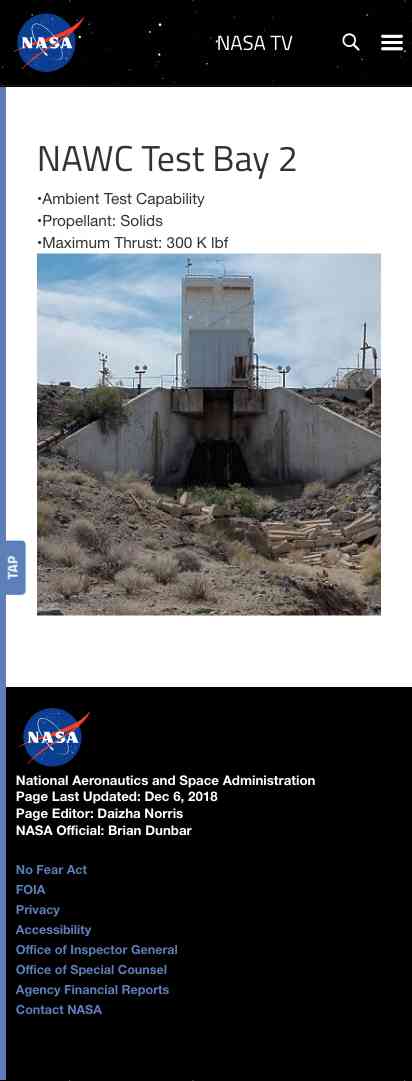 NASA
NASA TV
NAWC Test Bay 2
•Ambient Test Capability
•Propellant: Solids
•Maximum Thrust: 300 K lbf
TAP
NASA
National Aeronautics and Space Administration
Page Last Updated: Dec 6, 2018
Page Editor: Daizha Norris
NASA Official: Brian Dunbar
No Fear Act
FOIA
Privacy
Accessibility
Office of Inspector General
Office of Special Counsel
Agency Financial Reports
Contact NASA